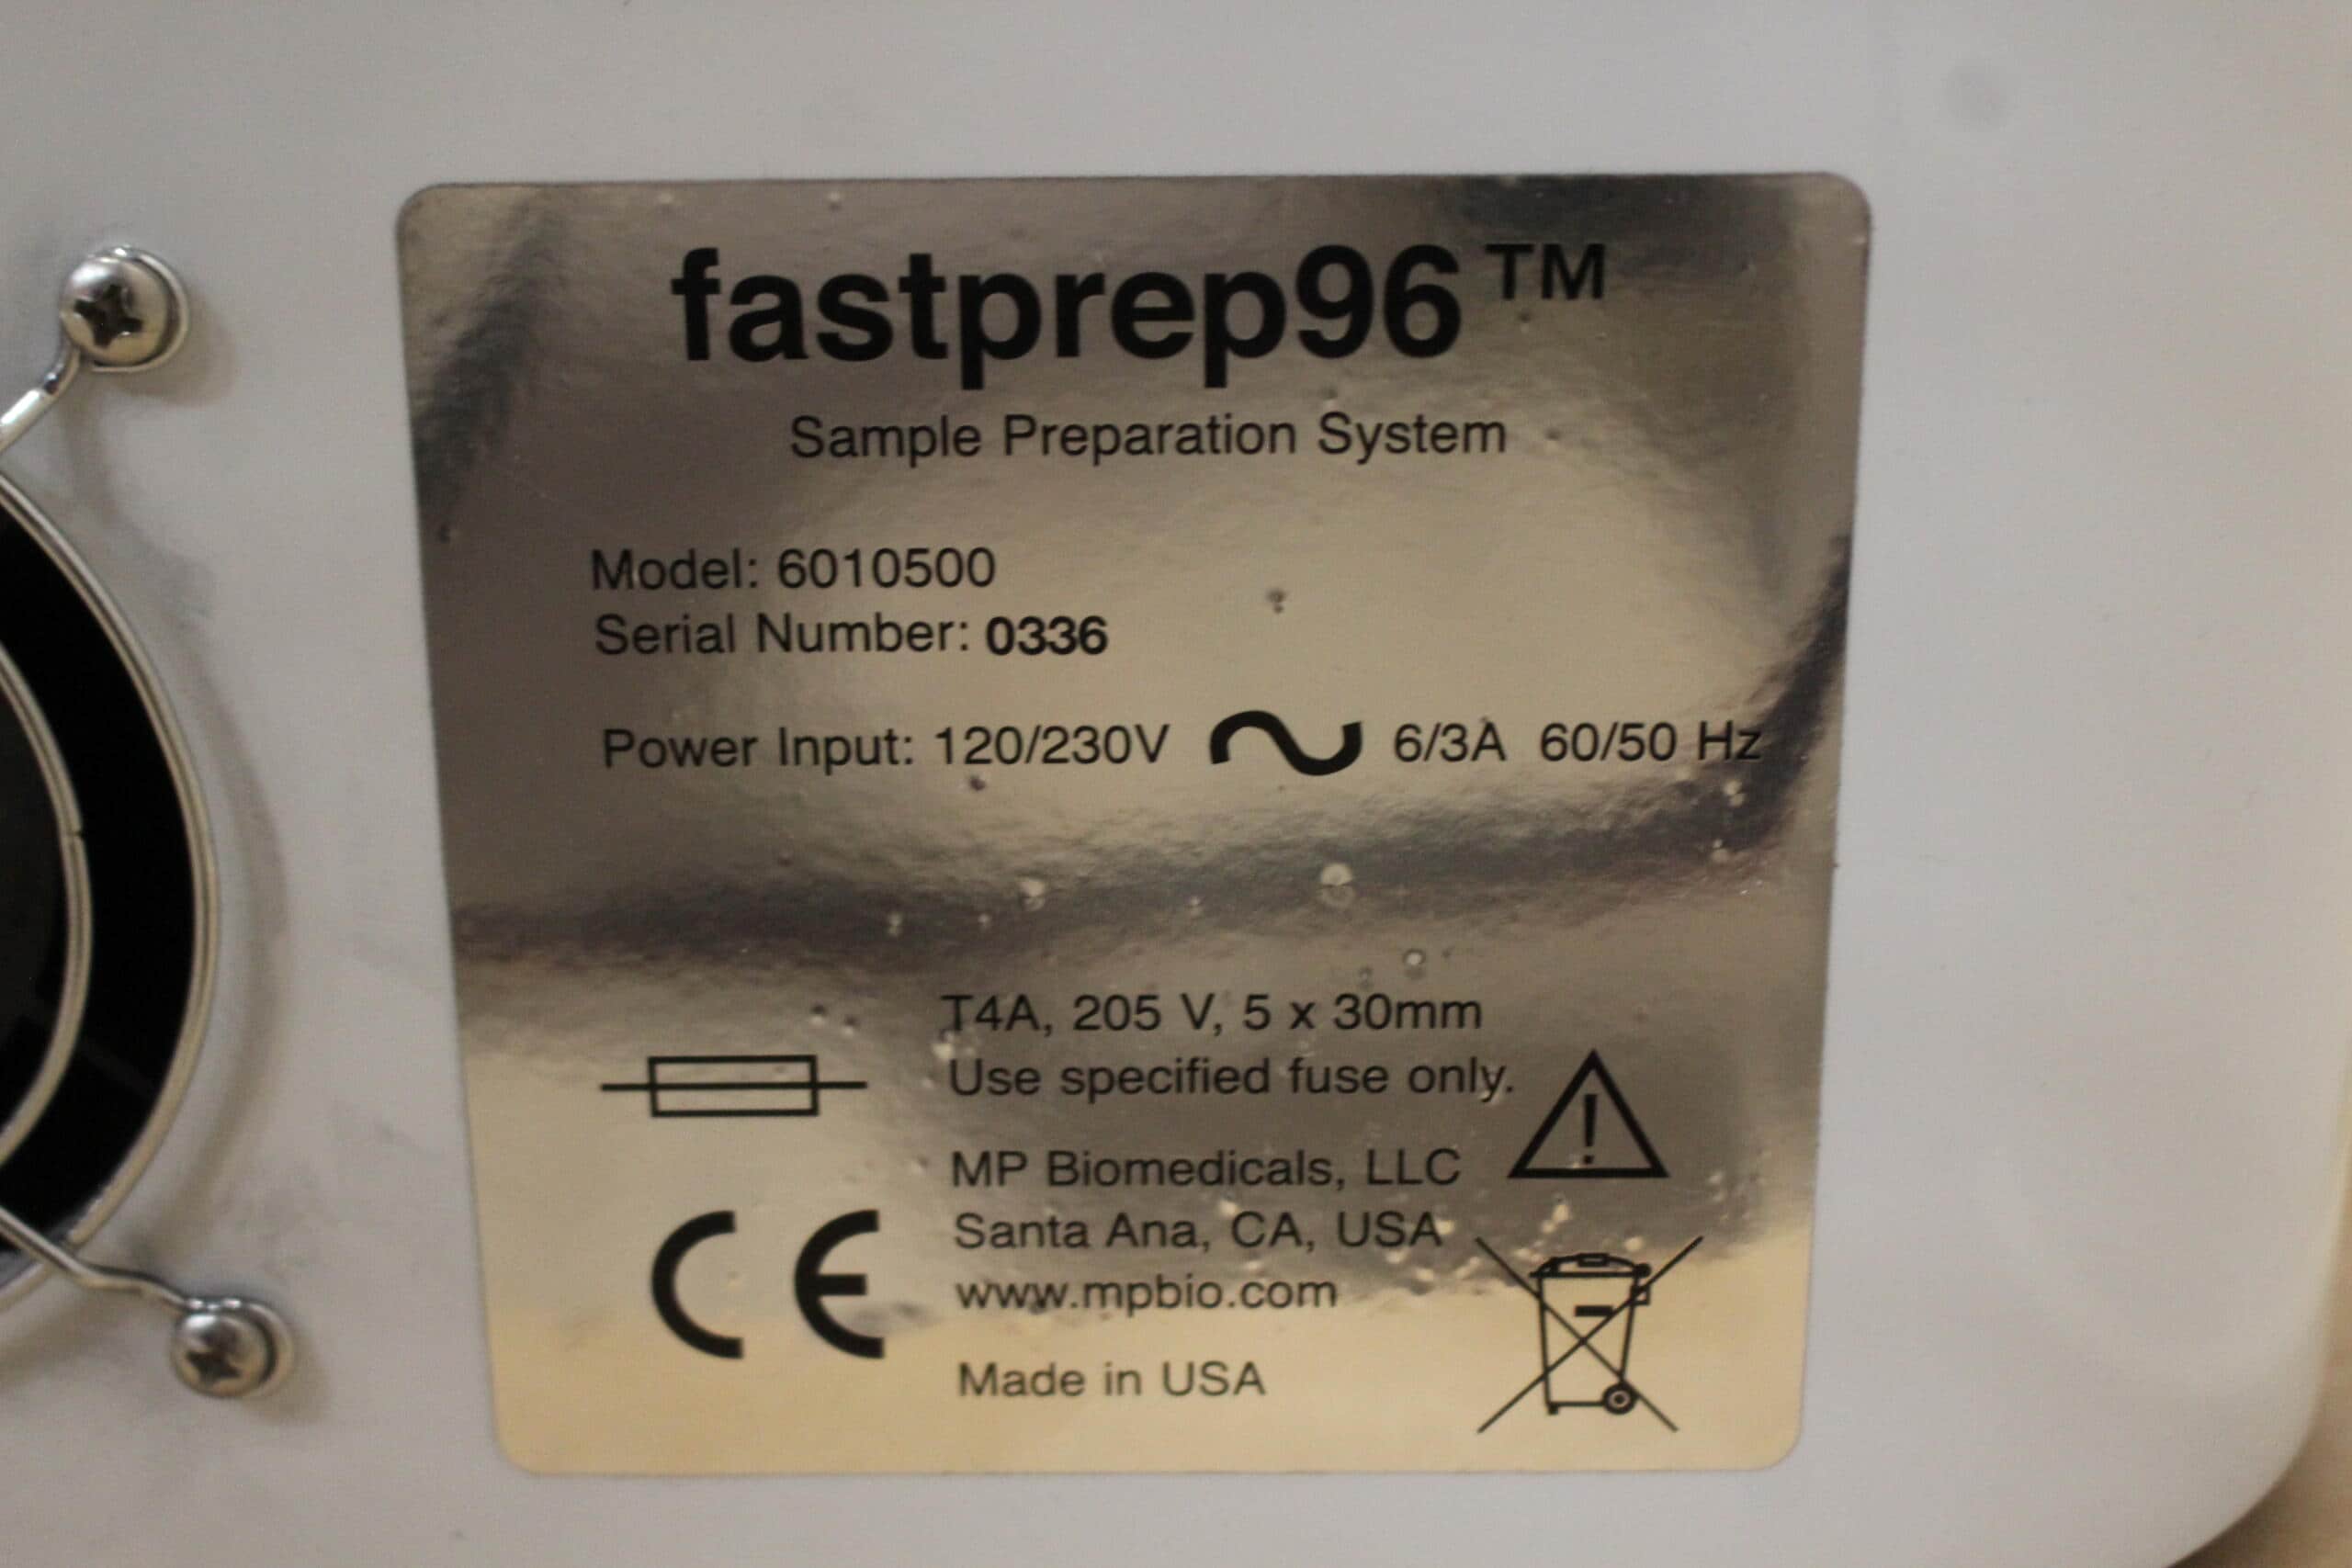 fastprep96™
Sample Preparation System
Model: 6010500
Serial Number: 0336
Power Input: 120/230V ~ 6/3A 60/50 Hz
T4A, 205 V, 5 x 30mm
Use specified fuse only.
MP Biomedicals, LLC
Santa Ana, CA, USA
www.mpbio.com
Made in USA
CE